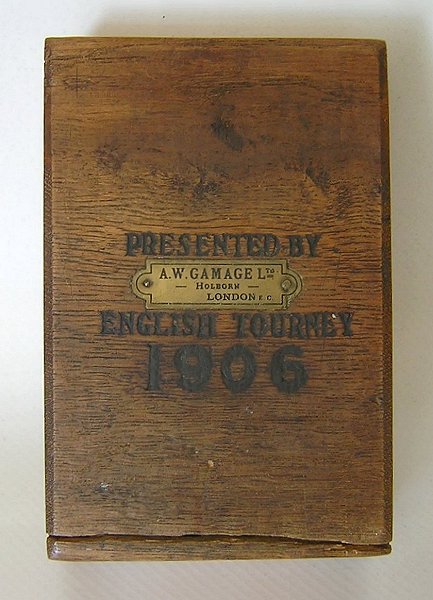 PRESENTED·BY
A.W. GAMAGE LTD
— HOLBORN —
LONDON E.C.
ENGLISH TOURNEY
1906